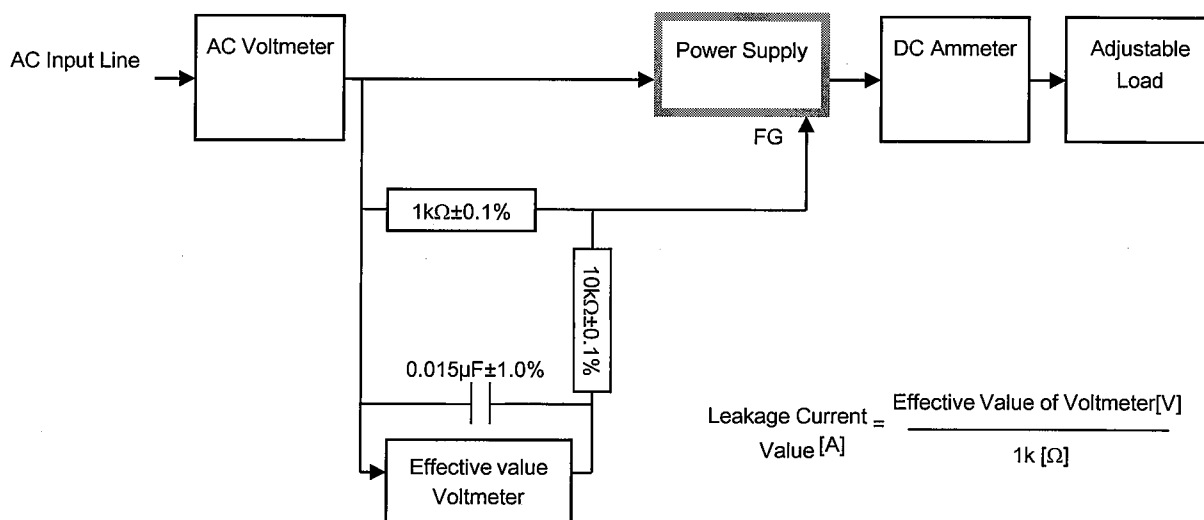 AC Input Line
AC Voltmeter
Power Supply
DC Ammeter
Adjustable
Load
FG
1kΩ±0.1%
10kΩ±0.1%
0.015µF±1.0%
Effective value
Voltmeter
Leakage Current
Value [A]
=
Effective Value of Voltmeter[V]
1k [Ω]